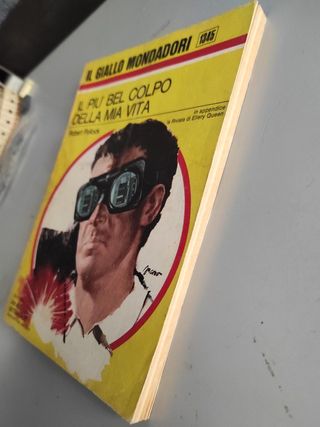 IL GIALLO MONDADORI
1345
IL PIU' BEL COLPO
DELLA MIA VITA
Robert Pollock
in appendice
la Rivista di Ellery Queen